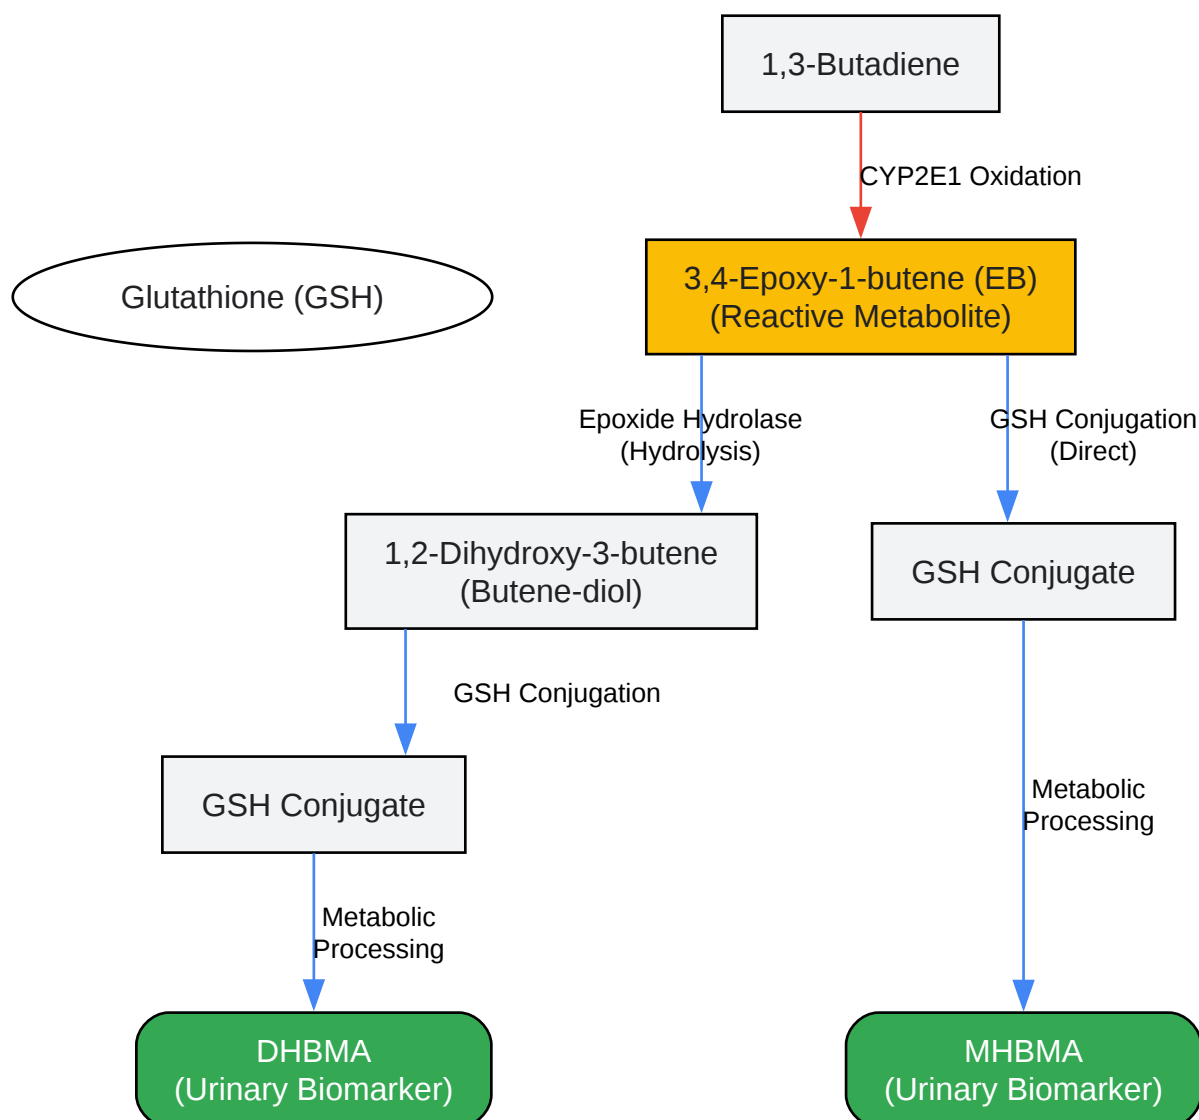 1,3-Butadiene
CYP2E1 Oxidation
Glutathione (GSH)
3,4-Epoxy-1-butene (EB)
(Reactive Metabolite)
Epoxide Hydrolase
(Hydrolysis)
GSH Conjugation
(Direct)
1,2-Dihydroxy-3-butene
(Butene-diol)
GSH Conjugate
GSH Conjugation
GSH Conjugate
Metabolic
Processing
Metabolic
Processing
DHBMA
(Urinary Biomarker)
MHBMA
(Urinary Biomarker)